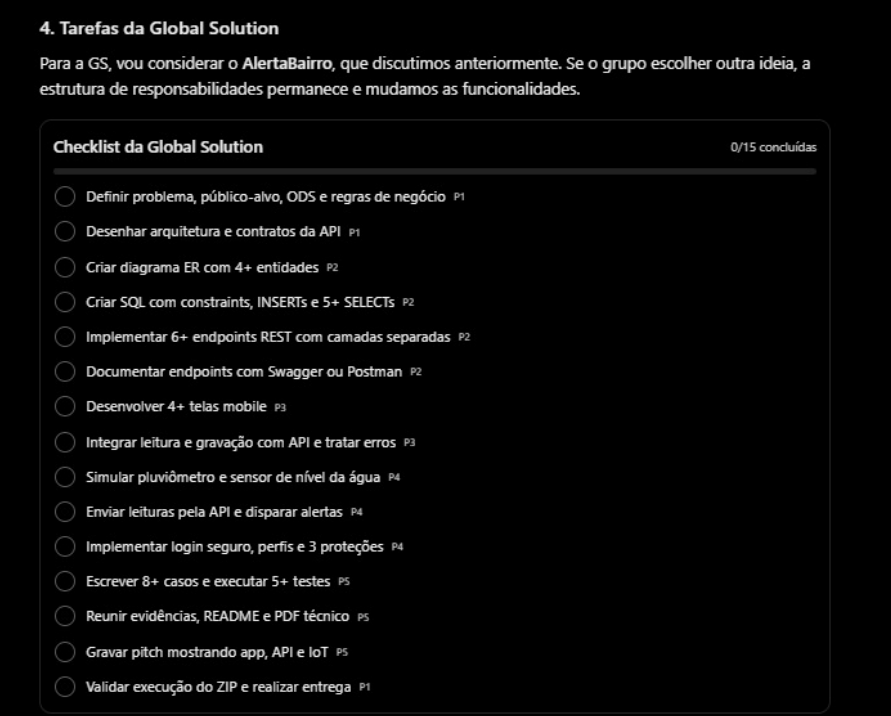 4. Tarefas da Global Solution
Para a GS, vou considerar o AlertaBairro, que discutimos anteriormente. Se o grupo escolher outra ideia, a
estrutura de responsabilidades permanece e mudamos as funcionalidades.
Checklist da Global Solution
0/15 concluídas
Definir problema, público-alvo, ODS e regras de negócio P1
Desenhar arquitetura e contratos da API P1
Criar diagrama ER com 4+ entidades P2
Criar SQL com constraints, INSERTs e 5+ SELECTs P2
Implementar 6+ endpoints REST com camadas separadas P2
Documentar endpoints com Swagger ou Postman P2
Desenvolver 4+ telas mobile P3
Integrar leitura e gravação com API e tratar erros P3
Simular pluviômetro e sensor de nível da água P4
Enviar leituras pela API e disparar alertas P4
Implementar login seguro, perfis e 3 proteções P4
Escrever 8+ casos e executar 5+ testes P5
Reunir evidências, README e PDF técnico P5
Gravar pitch mostrando app, API e IoT P5
Validar execução do ZIP e realizar entrega P1